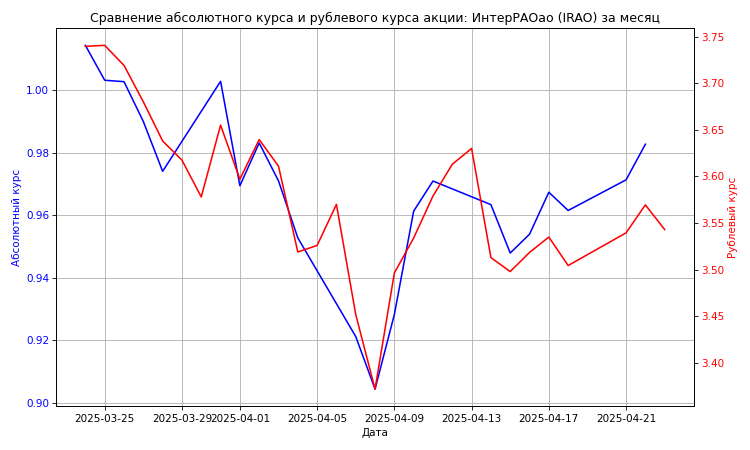 Сравнение абсолютного курса и рублевого курса акции: ИнтерРАОао (IRAO) за месяц
3.75
3.70
3.65
3.60
3.55
3.50
3.45
3.40
Рублевый курс
1.00
0.98
0.96
0.94
0.92
0.90
Абсолютный курс
2025-03-25 2025-03-29 2025-04-01 2025-04-05 2025-04-09 2025-04-13 2025-04-17 2025-04-21
Дата